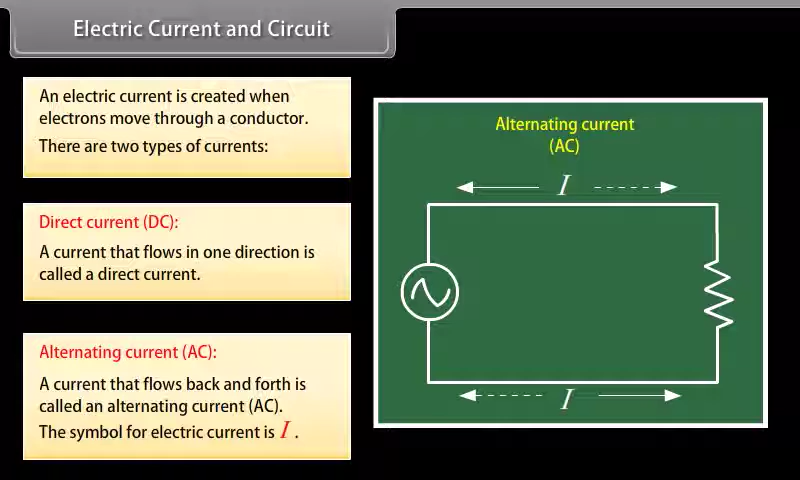 Electric Current and Circuit
An electric current is created when
electrons move through a conductor.
There are two types of currents:
Direct current (DC):
A current that flows in one direction is
called a direct current.
Alternating current (AC):
A current that flows back and forth is
called an alternating current (AC).
The symbol for electric current is I .
Alternating current
(AC)
I
I